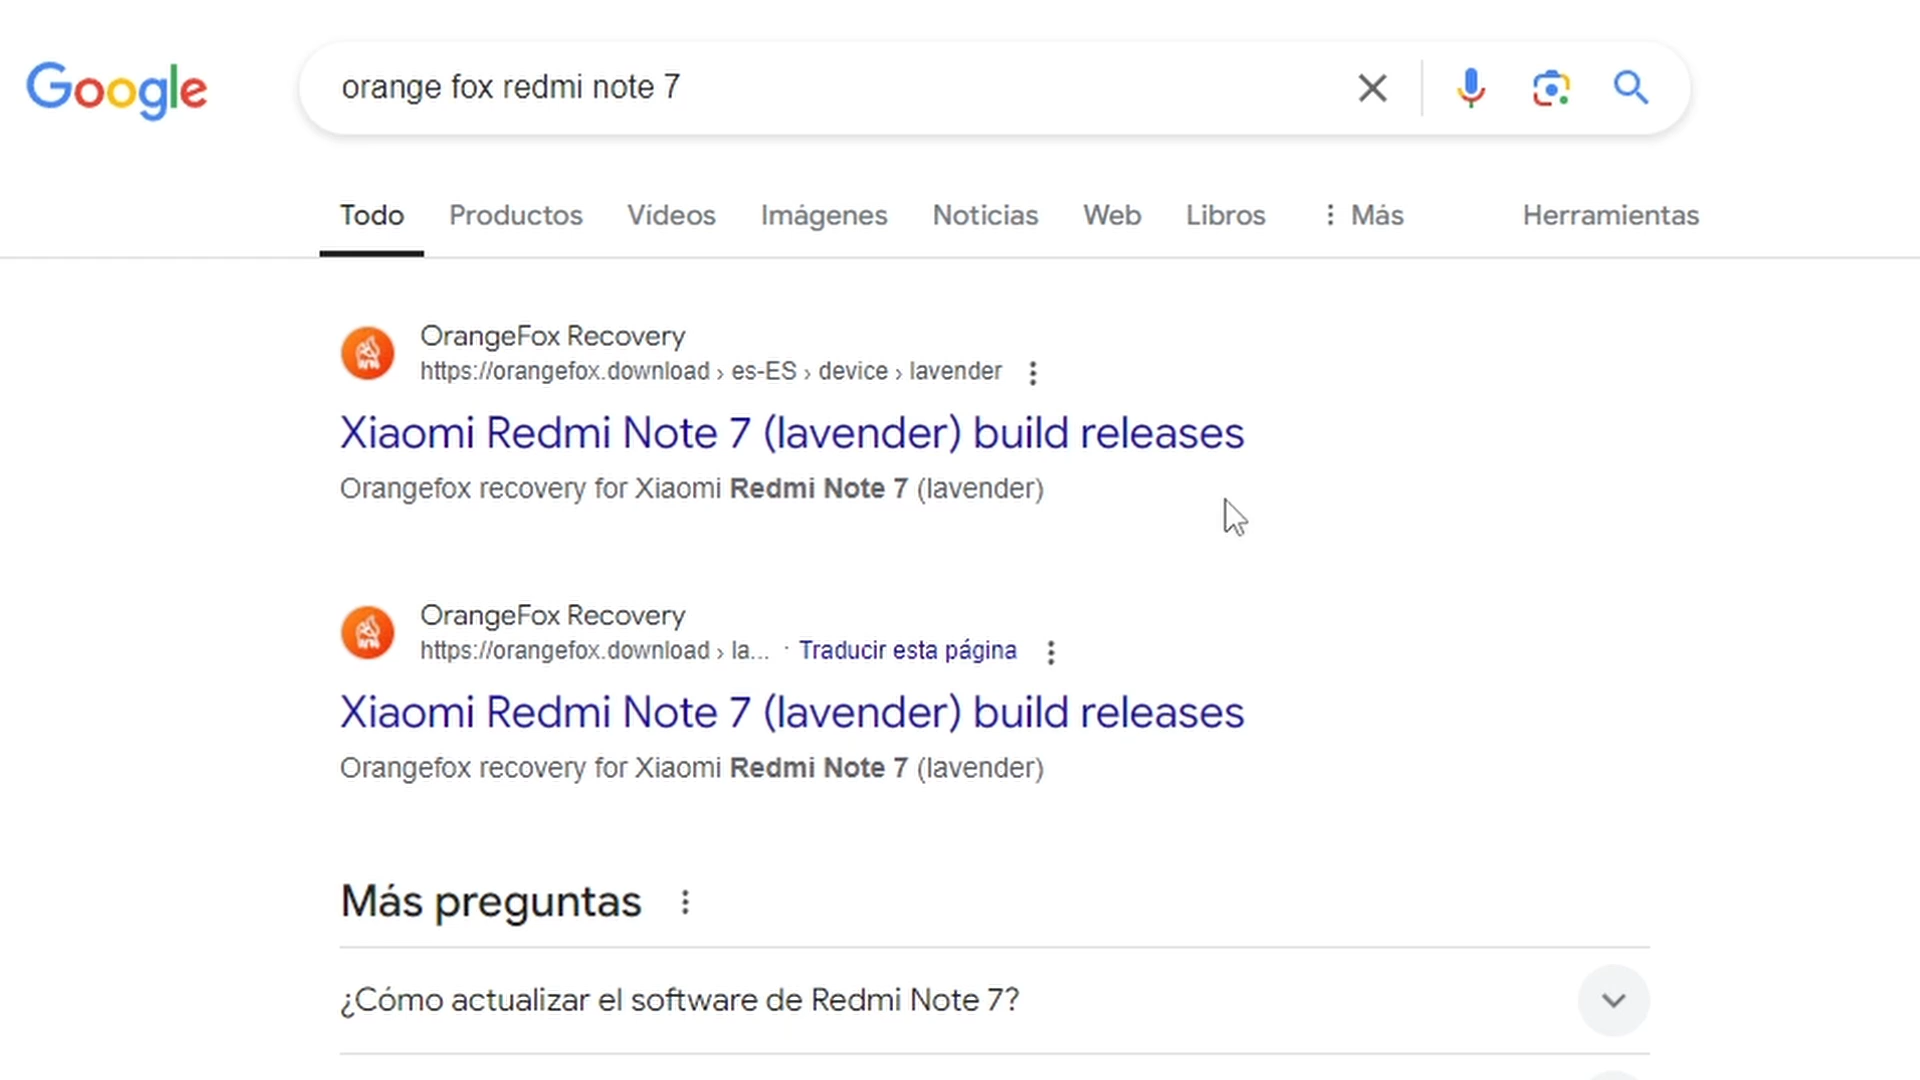 Google
orange fox redmi note 7
Todo Productos Vídeos Imágenes Noticias Web Libros Más Herramientas
OrangeFox Recovery
https://orangefox.download › es-ES › device › lavender
Xiaomi Redmi Note 7 (lavender) build releases
Orangefox recovery for Xiaomi Redmi Note 7 (lavender)
OrangeFox Recovery
https://orangefox.download › la... · Traducir esta página
Xiaomi Redmi Note 7 (lavender) build releases
Orangefox recovery for Xiaomi Redmi Note 7 (lavender)
Más preguntas
¿Cómo actualizar el software de Redmi Note 7?